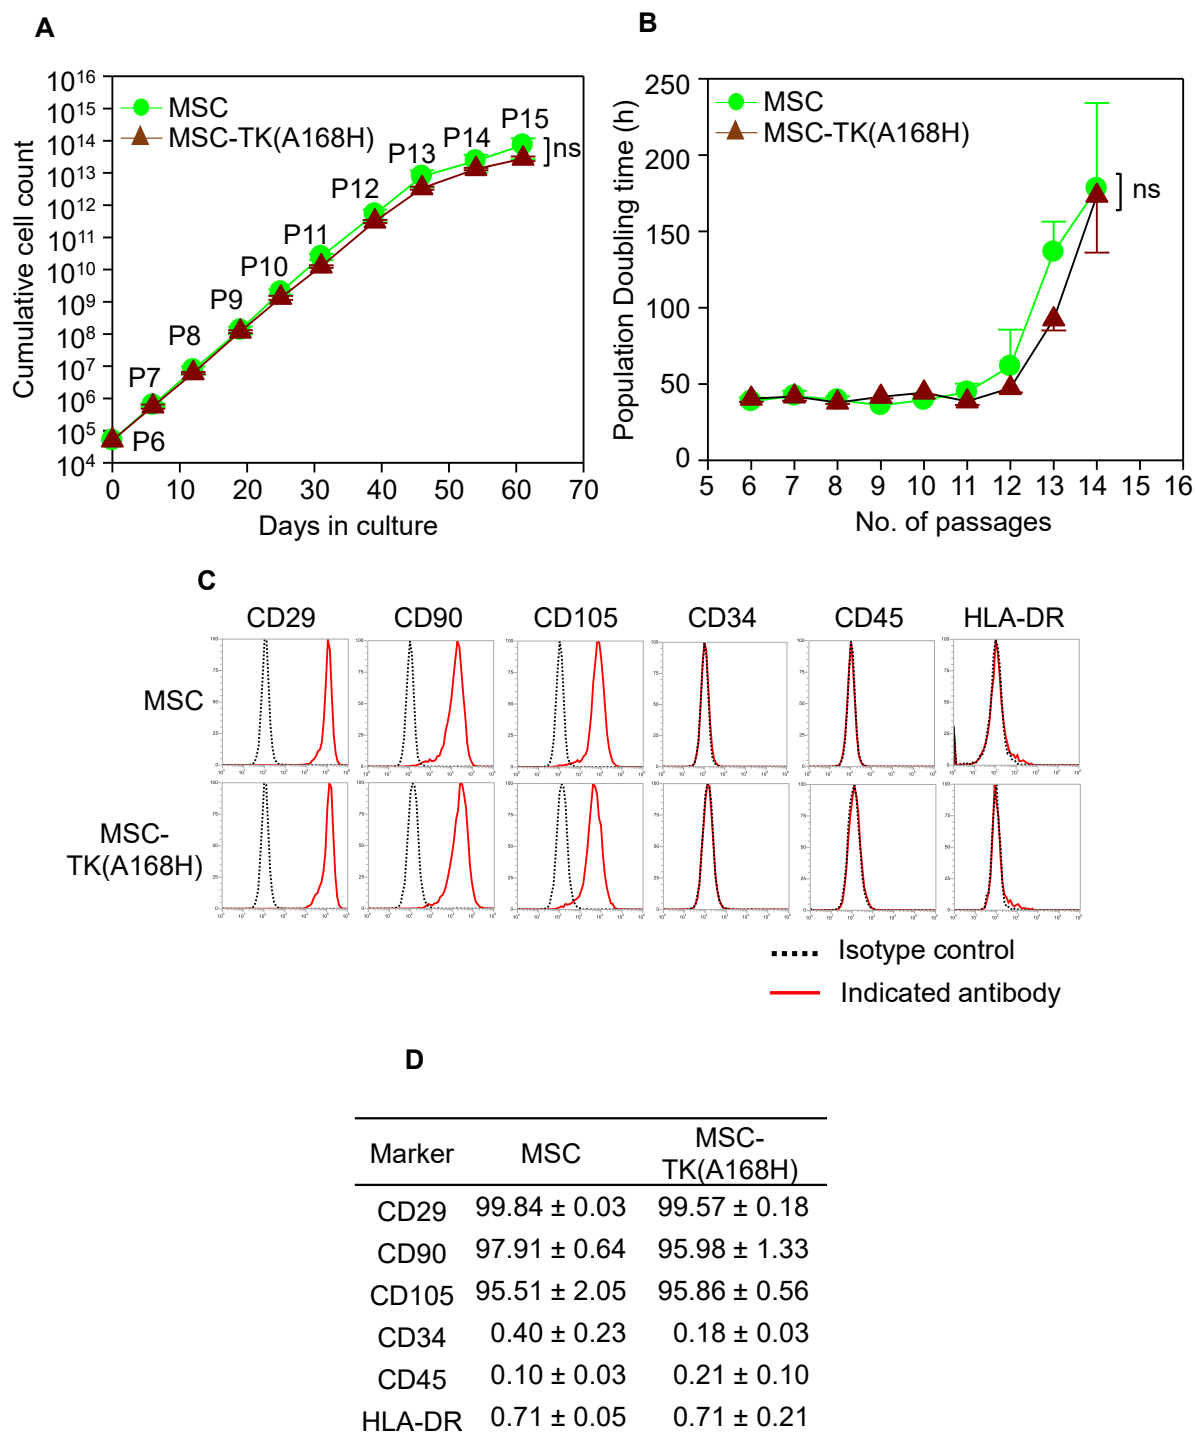 A
10^16
10^15
10^14
10^13
10^12
10^11
10^10
10^9
10^8
10^7
10^6
10^5
10^4
Cumulative cell count
MSC
MSC-TK(A168H)
P6
P7
P8
P9
P10
P11
P12
P13
P14
P15
ns
0 10 20 30 40 50 60 70
Days in culture
B
250
200
150
100
50
0
Population Doubling time (h)
MSC
MSC-TK(A168H)
ns
5 6 7 8 9 10 11 12 13 14 15 16
No. of passages
C
CD29 CD90 CD105 CD34 CD45 HLA-DR
MSC
MSC-
TK(A168H)
Isotype control
Indicated antibody
D
Marker MSC MSC-
TK(A168H)
CD29 99.84 ± 0.03 99.57 ± 0.18
CD90 97.91 ± 0.64 95.98 ± 1.33
CD105 95.51 ± 2.05 95.86 ± 0.56
CD34 0.40 ± 0.23 0.18 ± 0.03
CD45 0.10 ± 0.03 0.21 ± 0.10
HLA-DR 0.71 ± 0.05 0.71 ± 0.21